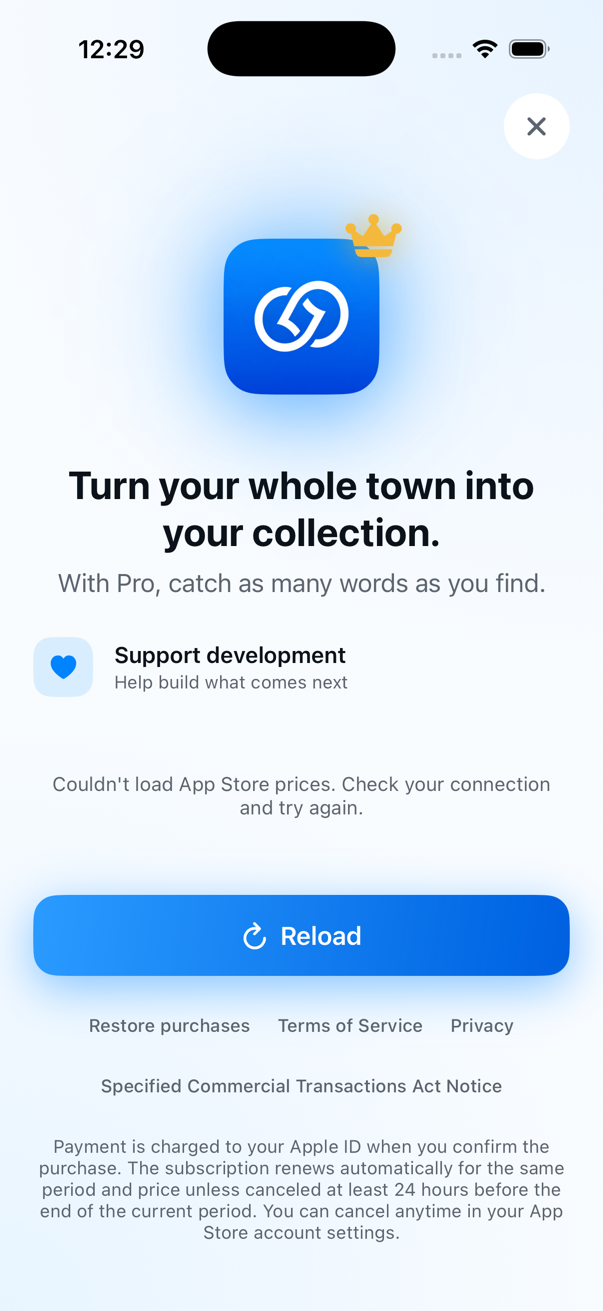 12:29
Turn your whole town into
your collection.
With Pro, catch as many words as you find.
Support development
Help build what comes next
Couldn't load App Store prices. Check your connection
and try again.
Reload
Restore purchases Terms of Service Privacy
Specified Commercial Transactions Act Notice
Payment is charged to your Apple ID when you confirm the
purchase. The subscription renews automatically for the same
period and price unless canceled at least 24 hours before the
end of the current period. You can cancel anytime in your App
Store account settings.